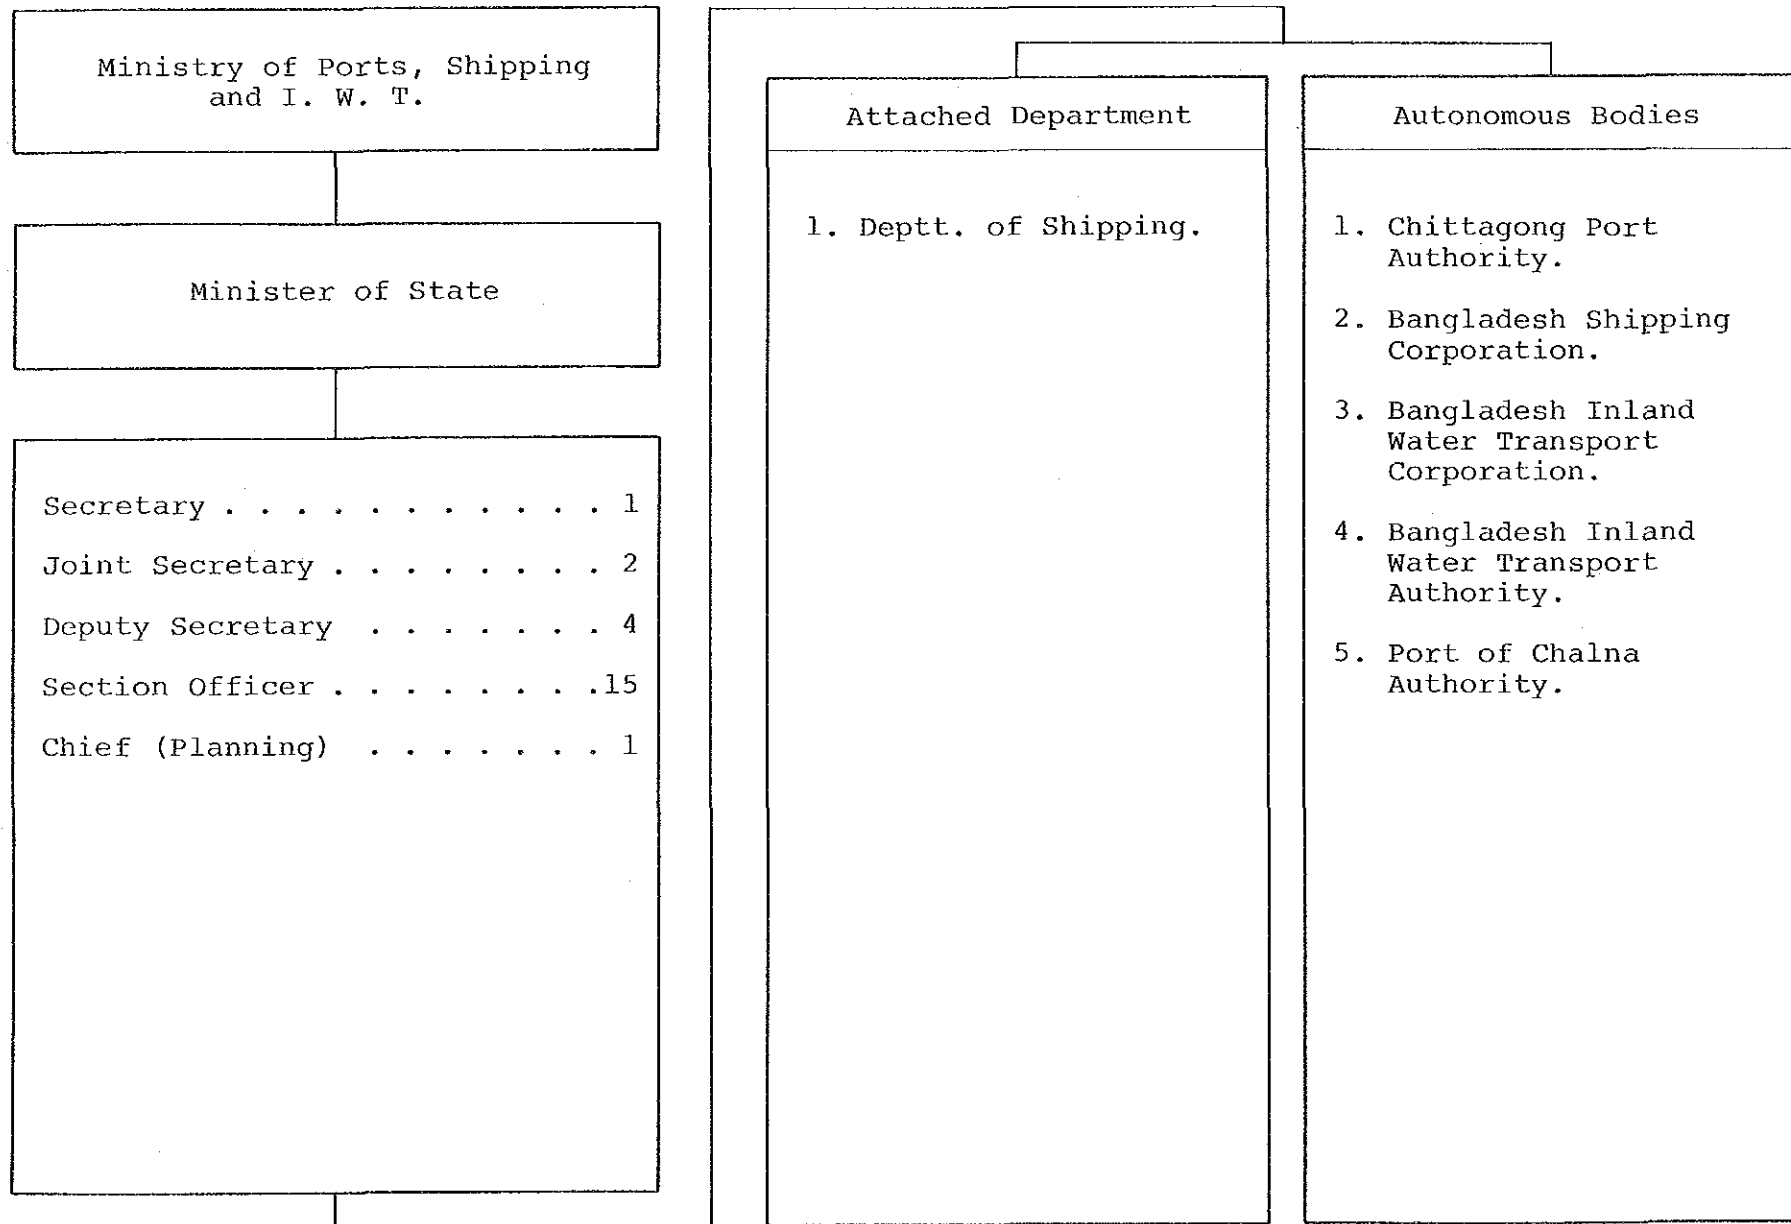 Ministry of Ports, Shipping
and I. W. T.
Minister of State
Secretary . . . . . . . . . . . 1
Joint Secretary . . . . . . . . 2
Deputy Secretary . . . . . . . 4
Section Officer . . . . . . . .15
Chief (Planning) . . . . . . . 1
Attached Department
1. Deptt. of Shipping.
Autonomous Bodies
1. Chittagong Port
Authority.
2. Bangladesh Shipping
Corporation.
3. Bangladesh Inland
Water Transport
Corporation.
4. Bangladesh Inland
Water Transport
Authority.
5. Port of Chalna
Authority.